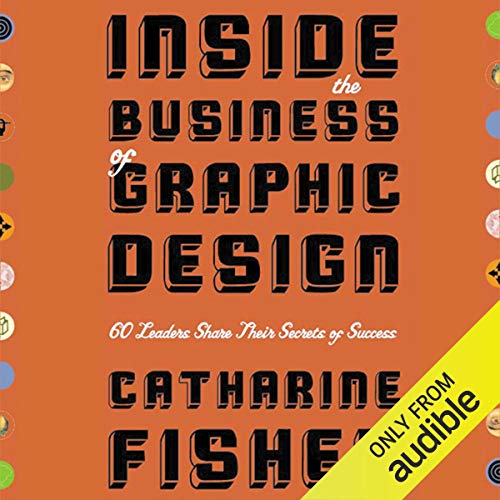 INSIDE
the
BUSINESS
of
GRAPHIC
DESIGN
60 Leaders Share Their Secrets of Success
CATHARINE
FISHE
ONLY FROM
audible